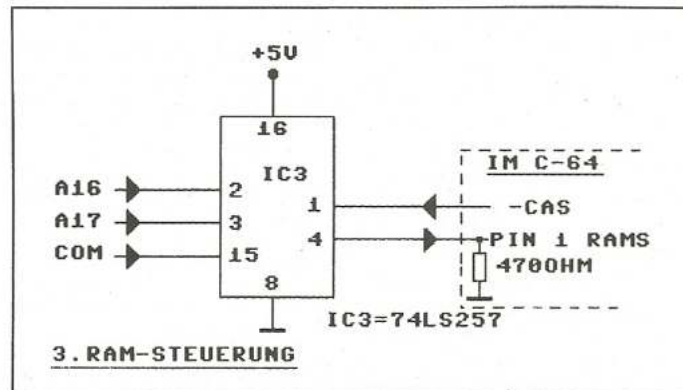 +5V
16
IC3
A16
2
A17
3
COM
15
1
4
8
IM C-64
-CAS
PIN 1 RAMS
470OHM
IC3=74LS257
3.RAM-STEUERUNG